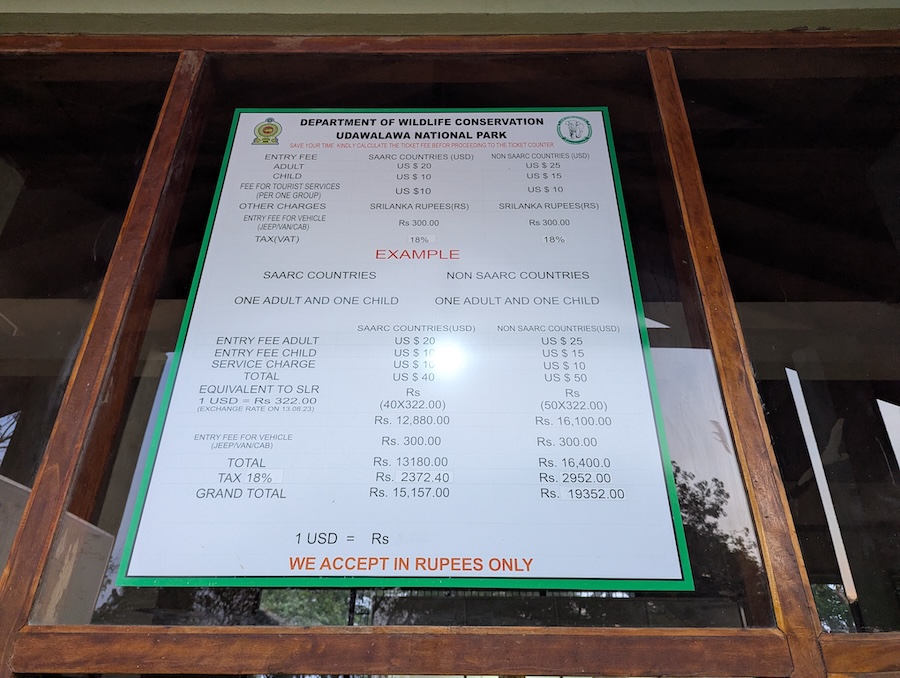 DEPARTMENT OF WILDLIFE CONSERVATION
UDAWALAWA NATIONAL PARK
SAVE YOUR TIME. KINDLY CALCULATE THE TICKET FEE BEFOR PROCEEDING TO THE TICKET COUNTER.
ENTRY FEE SAARC COUNTRIES (USD) NON SAARC COUNTRIES (USD)
ADULT US $ 20 US $ 25
CHILD US $ 10 US $ 15
FEE FOR TOURIST SERVICES
(PER ONE GROUP) US $10 US $ 10
OTHER CHARGES SRILANKA RUPEES(RS) SRILANKA RUPEES(RS)
ENTRY FEE FOR VEHICLE
(JEEP/VAN/CAB) Rs 300.00 Rs 300.00
TAX(VAT) 18% 18%
EXAMPLE
SAARC COUNTRIES NON SAARC COUNTRIES
ONE ADULT AND ONE CHILD ONE ADULT AND ONE CHILD
SAARC COUNTRIES(USD) NON SAARC COUNTRIES(USD)
ENTRY FEE ADULT US $ 20 US $ 25
ENTRY FEE CHILD US $ 10 US $ 15
SERVICE CHARGE US $ 10 US $ 10
TOTAL US $ 40 US $ 50
EQUIVALENT TO SLR Rs Rs
1 USD = Rs 322.00 (40X322.00) (50X322.00)
(EXCHANGE RATE ON 13.08.23)
Rs. 12,880.00 Rs. 16,100.00
ENTRY FEE FOR VEHICLE
(JEEP/VAN/CAB) Rs. 300.00 Rs. 300.00
TOTAL Rs. 13180.00 Rs. 16,400.0
TAX 18% Rs. 2372.40 Rs. 2952.00
GRAND TOTAL Rs. 15,157.00 Rs. 19352.00
1 USD = Rs
WE ACCEPT IN RUPEES ONLY